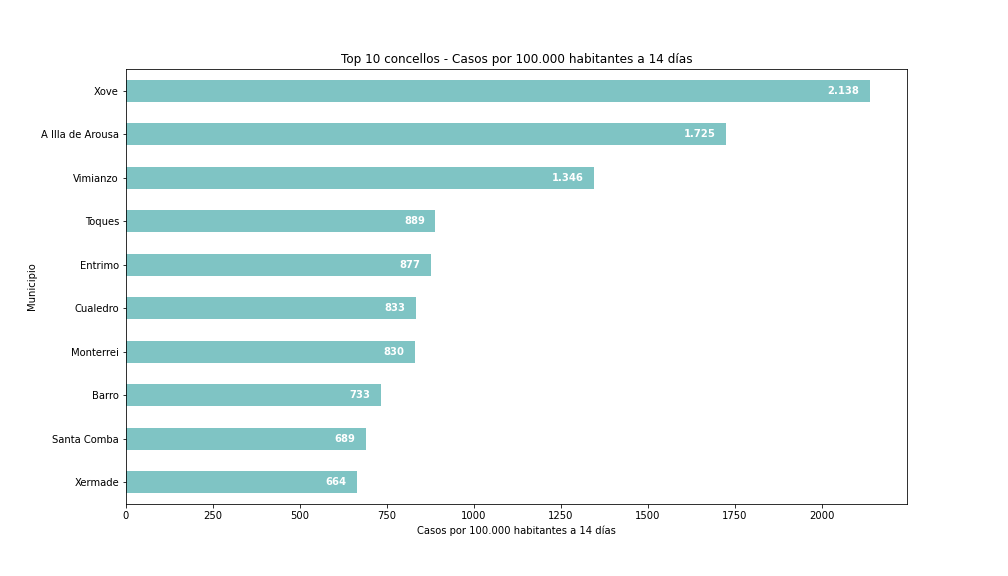 Top 10 concellos - Casos por 100.000 habitantes a 14 días
Municipio
Xove 2.138
A Illa de Arousa 1.725
Vimianzo 1.346
Toques 889
Entrimo 877
Cualedro 833
Monterrei 830
Barro 733
Santa Comba 689
Xermade 664
0 250 500 750 1000 1250 1500 1750 2000
Casos por 100.000 habitantes a 14 días